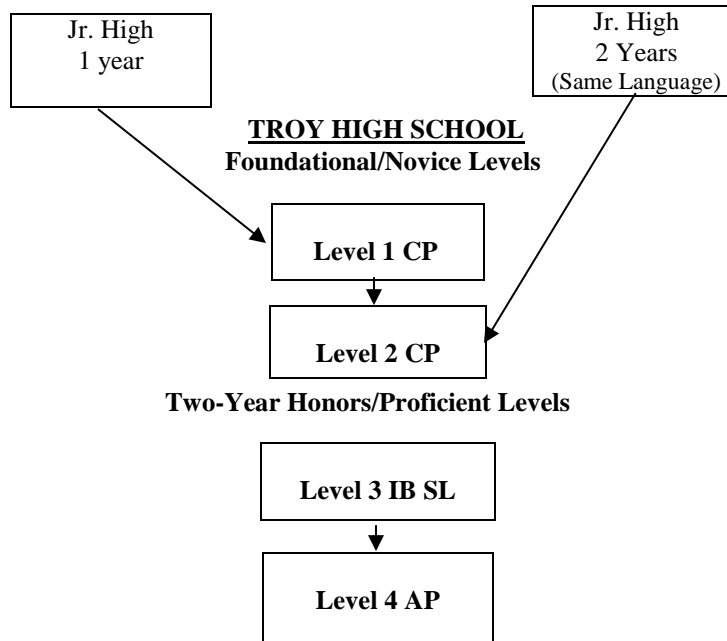 Jr. High
1 year
Jr. High
2 Years
(Same Language)
TROY HIGH SCHOOL
Foundational/Novice Levels
Level 1 CP
Level 2 CP
Two-Year Honors/Proficient Levels
Level 3 IB SL
Level 4 AP